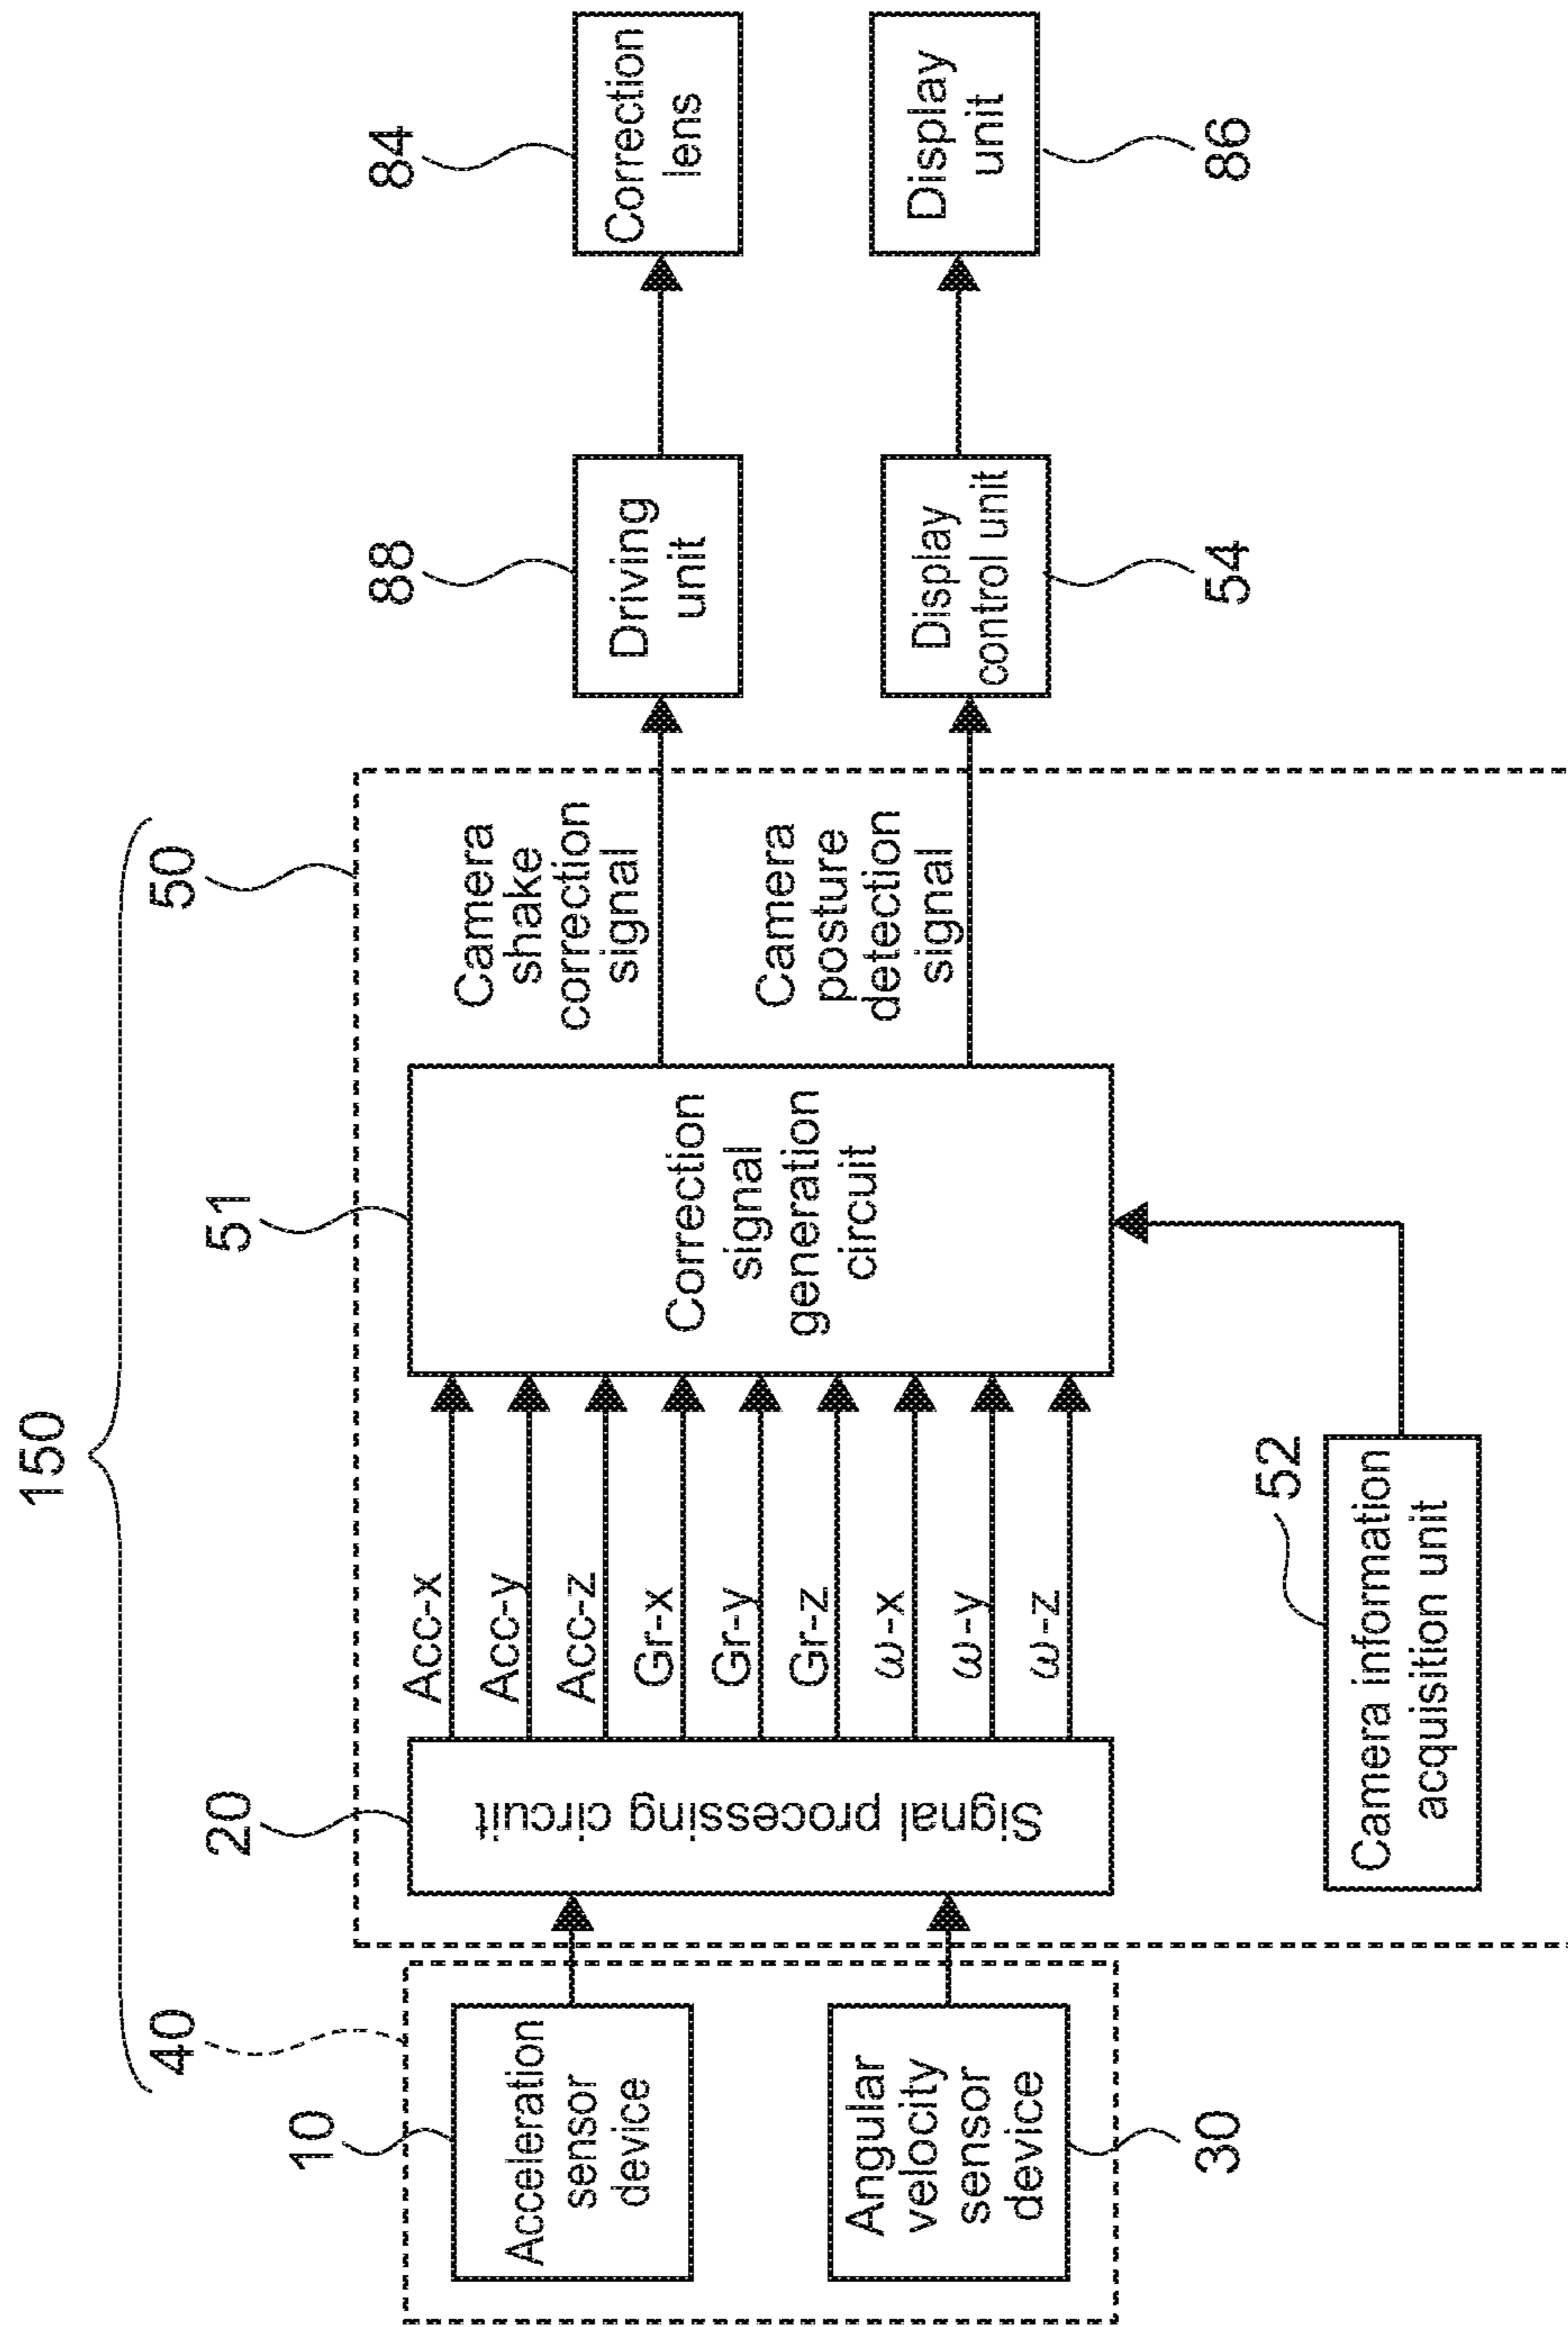 150
40
50
10
Acceleration
sensor
device
Angular
velocity
sensor
device
30
20
Signal processing circuit
Acc-x
Acc-y
Acc-z
Gr-x
Gr-y
Gr-z
ω-x
ω-y
ω-z
51
Correction
signal
generation
circuit
52
Camera information
acquisition unit
Camera
shake
correction
signal
Camera
posture
detection
signal
88
Driving
unit
Display
control unit
54
84
Correction
lens
Display
unit
86